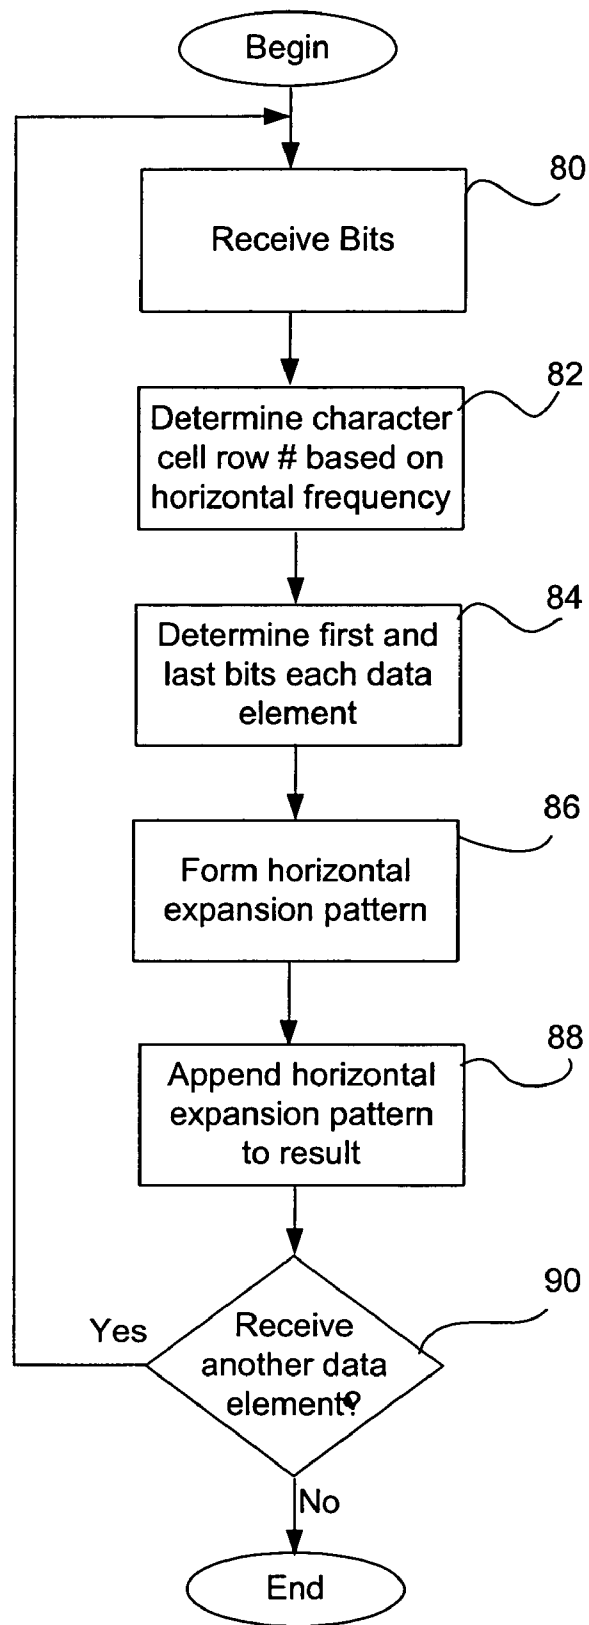 Begin
80
Receive Bits
82
Determine character
cell row # based on
horizontal frequency
84
Determine first and
last bits each data
element
86
Form horizontal
expansion pattern
88
Append horizontal
expansion pattern
to result
90
Yes
Receive
another data
element?
No
End